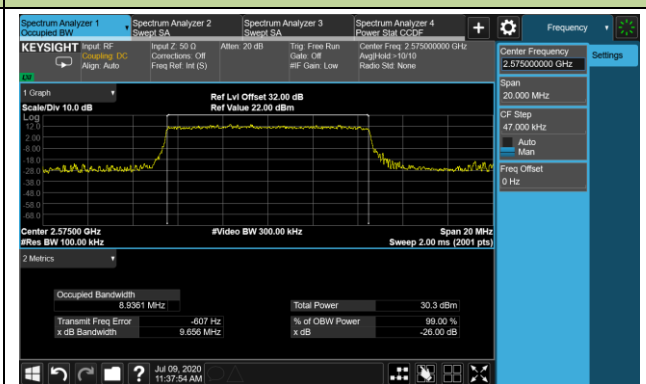 Spectrum Analyzer 1
Occupied BW
Spectrum Analyzer 2
Swept SA
Spectrum Analyzer 3
Swept SA
Spectrum Analyzer 4
Power Stat CCDF
Frequency
KEYSIGHT
Input: RF
Coupling: DC
Align: Auto
Input Z: 50 Ω
Corrections: Off
Freq Ref: Int (S)
Atten: 20 dB
Trig: Free Run
Gate: Off
#IF Gain: Low
Center Freq: 2.575000000 GHz
Avg|Hold:>10/10
Radio Std: None
Center Frequency
2.575000000 GHz
Settings
Span
20.000 MHz
CF Step
47.000 kHz
Auto
Man
Freq Offset
0 Hz
1 Graph
Scale/Div 10.0 dB
Ref Lvl Offset 32.00 dB
Ref Value 22.00 dBm
Log
12.0
2.00
-8.00
-18.0
-28.0
-38.0
-48.0
-58.0
-68.0
Center 2.57500 GHz
#Res BW 100.00 kHz
#Video BW 300.00 kHz
Span 20 MHz
Sweep 2.00 ms (2001 pts)
2 Metrics
Occupied Bandwidth
8.9361 MHz
Total Power
30.3 dBm
Transmit Freq Error
-607 Hz
% of OBW Power
99.00 %
x dB Bandwidth
9.656 MHz
x dB
-26.00 dB
Jul 09, 2020
11:37:54 AM